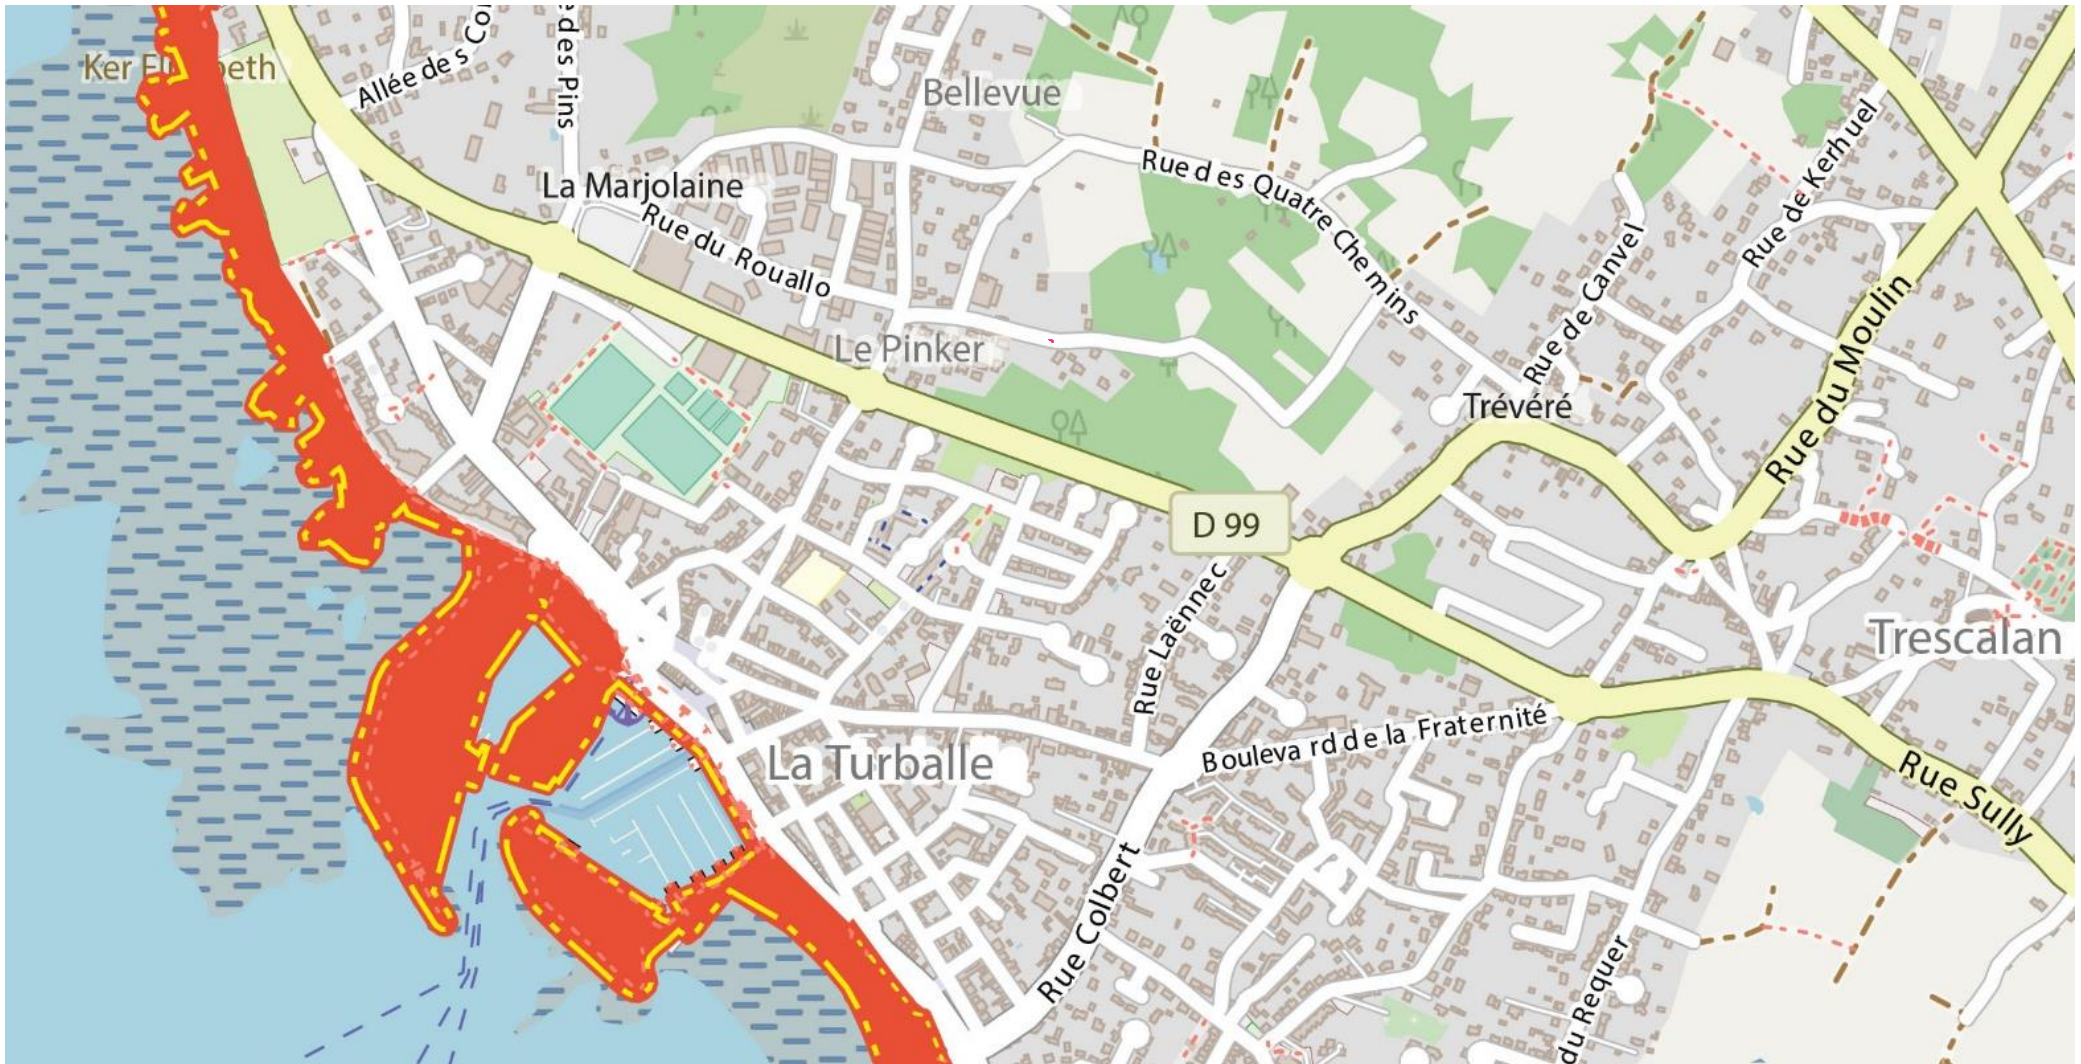 Allée des Co
e des Pins
Bellevue
La Marjolaine
Rue du Rouallo
Rue des Quatre Chemins
Rue de Kerhuel
Rue de Canvel
Rue du Moulin
Le Pinker
Trévéré
D 99
Rue Laënnec
Trescalan
La Turballe
Boulevard de la Fraternité
Rue Sully
Rue Colbert
du Requer